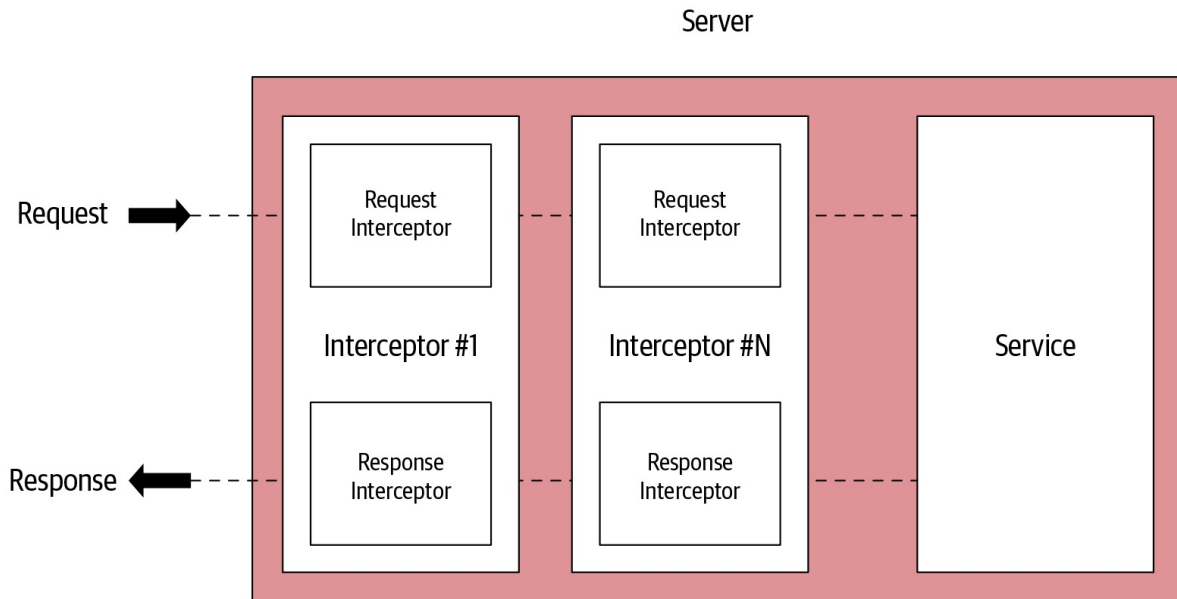 Server
Request
Request
Interceptor
Request
Interceptor
Interceptor #1
Interceptor #N
Service
Response
Response
Interceptor
Response
Interceptor